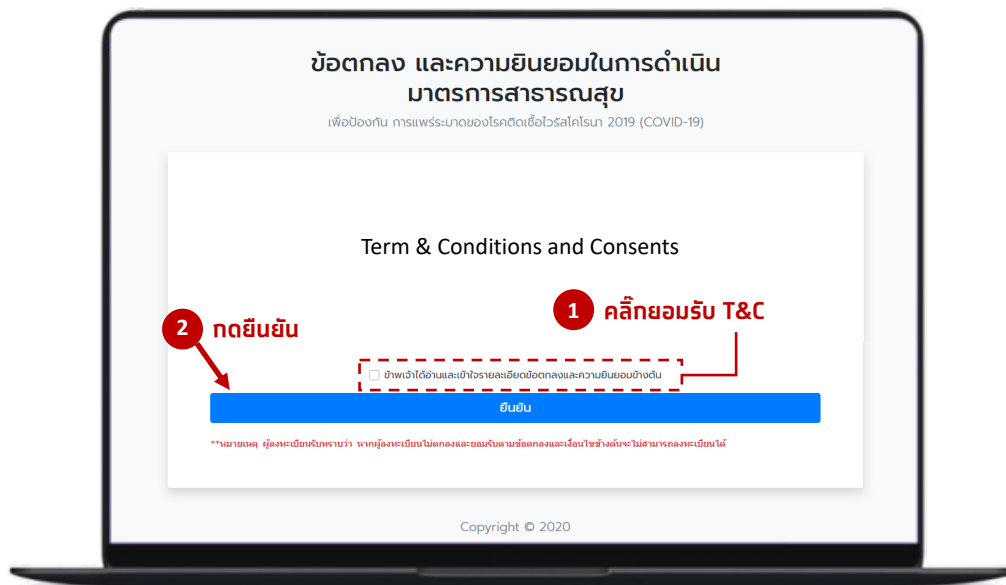 ข้อตกลง และความยินยอมในการดำเนิน
มาตรการสาธารณสุข
เพื่อป้องกัน การแพร่ระบาดของโรคติดเชื้อไวรัสโคโรนา 2019 (COVID-19)
Term & Conditions and Consents
1 คลิ๊กยอมรับ T&C
2 กดยืนยัน
ข้าพเจ้าได้อ่านและเข้าใจรายละเอียดข้อตกลงและความยินยอมข้างต้น
ยืนยัน
**หมายเหตุ ผู้ลงทะเบียนรับทราบว่า หากผู้ลงทะเบียนไม่ตกลงและยอมรับตามข้อตกลงและเงื่อนไขข้างต้นจะไม่สามารถลงทะเบียนได้
Copyright © 2020